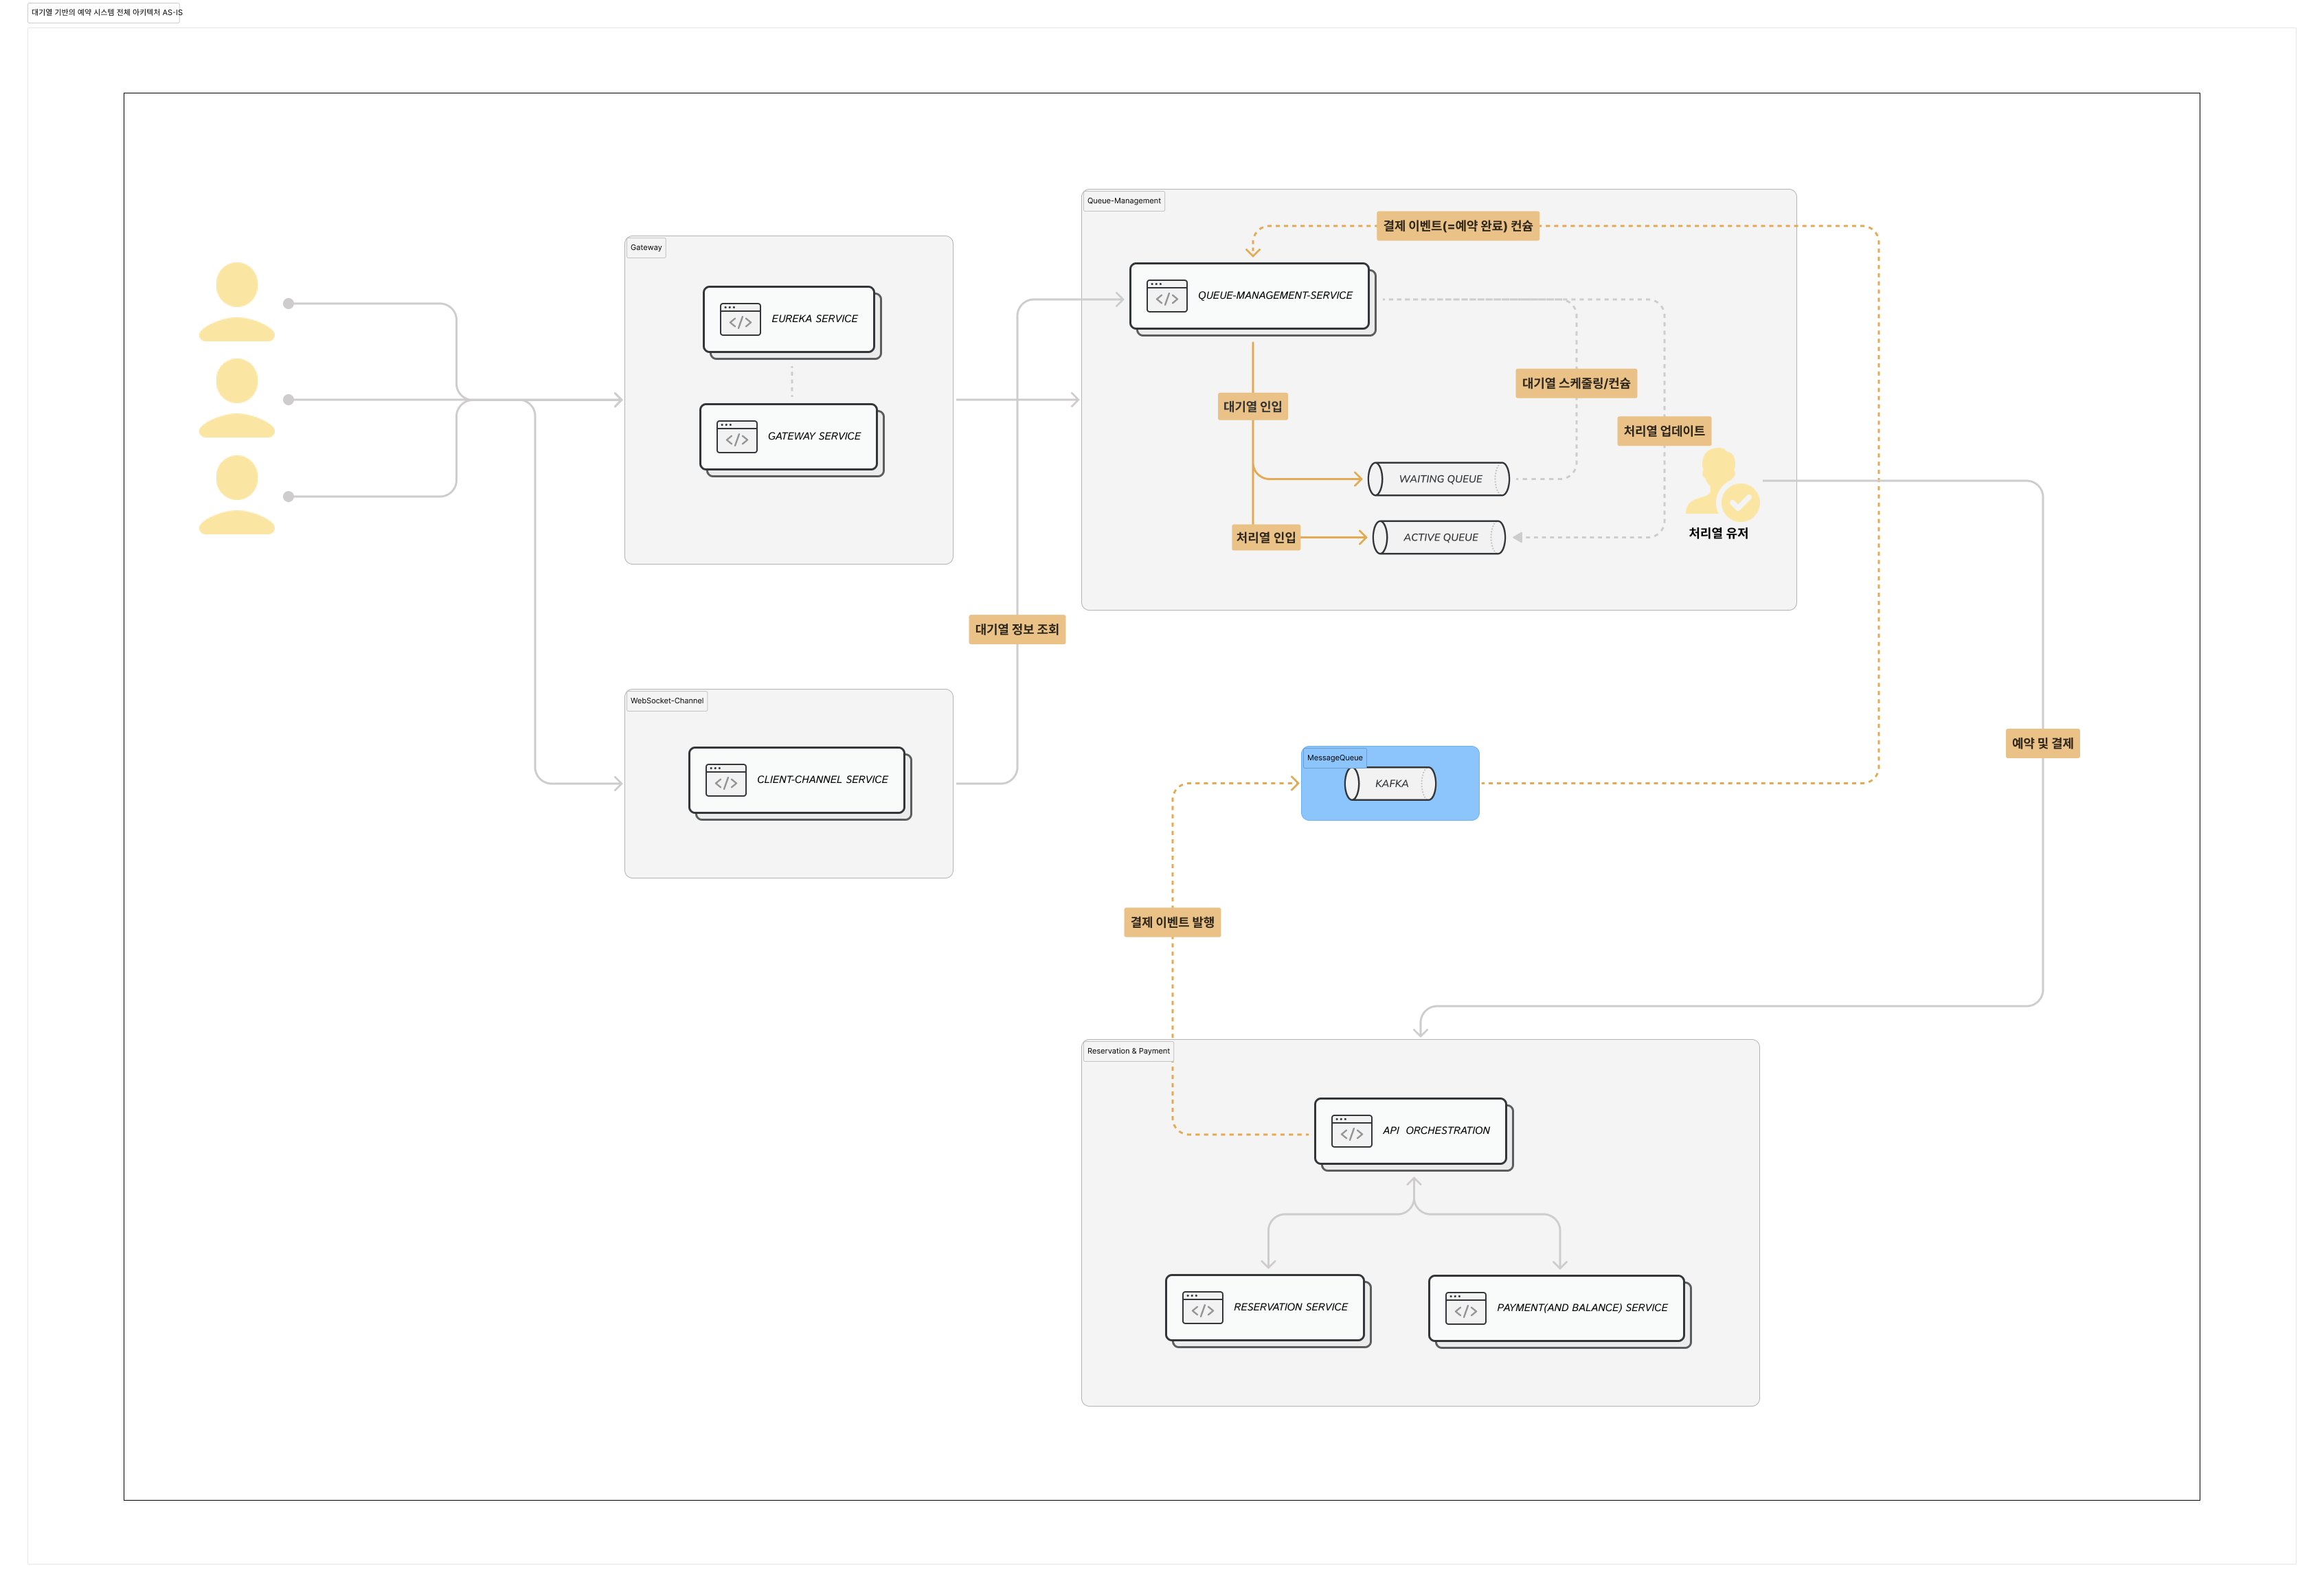 대기열 기반의 예약 시스템 전체 아키텍처 AS-IS
Queue-Management
결제 이벤트(=예약 완료) 컨슘
Gateway
QUEUE-MANAGEMENT-SERVICE
EUREKA SERVICE
대기열 스케줄링/컨슘
대기열 인입
처리열 업데이트
GATEWAY SERVICE
WAITING QUEUE
처리열 인입
ACTIVE QUEUE
처리열 유저
대기열 정보 조회
WebSocket-Channel
예약 및 결제
MessageQueue
CLIENT-CHANNEL SERVICE
KAFKA
결제 이벤트 발행
Reservation & Payment
API ORCHESTRATION
RESERVATION SERVICE
PAYMENT(AND BALANCE) SERVICE